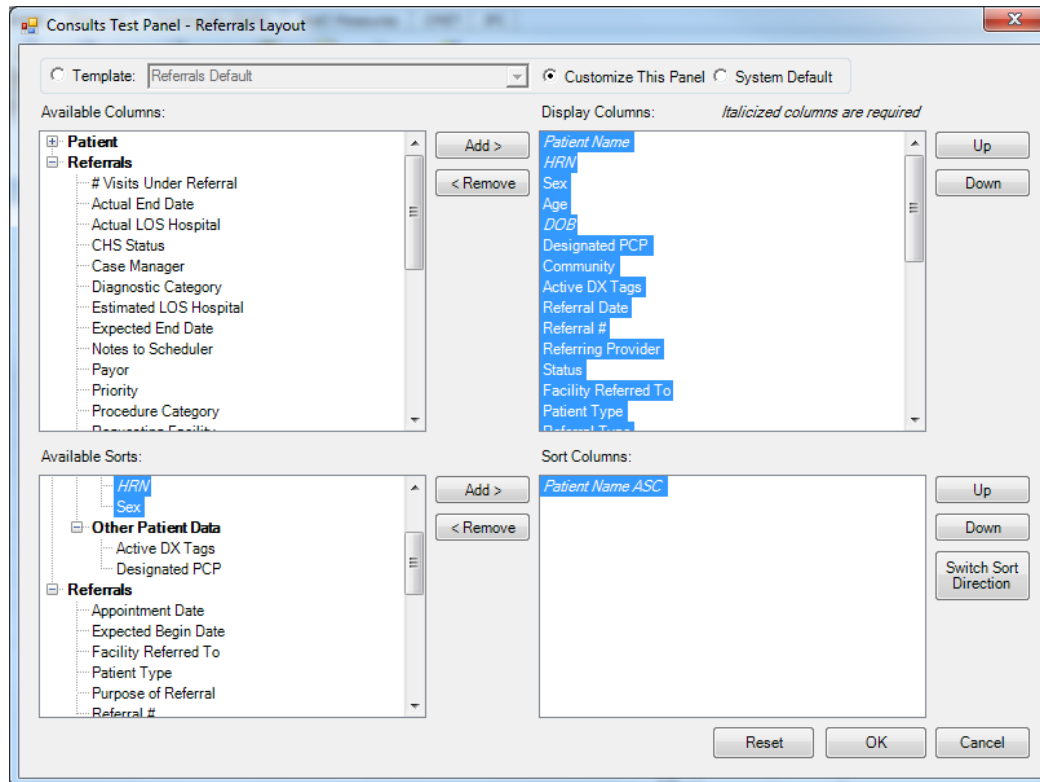 Consults Test Panel - Referrals Layout
Template:
Referrals Default
Customize This Panel
System Default
Available Columns:
Patient
Referrals
# Visits Under Referral
Actual End Date
Actual LOS Hospital
CHS Status
Case Manager
Diagnostic Category
Estimated LOS Hospital
Expected End Date
Notes to Scheduler
Payor
Priority
Procedure Category
Requesting Facility
Add >
< Remove
Display Columns:
Italicized columns are required
Patient Name
HRN
Sex
Age
DOB
Designated PCP
Community
Active DX Tags
Referral Date
Referral #
Referring Provider
Status
Facility Referred To
Patient Type
Referral Type
Up
Down
Available Sorts:
HRN
Sex
Other Patient Data
Active DX Tags
Designated PCP
Referrals
Appointment Date
Expected Begin Date
Facility Referred To
Patient Type
Purpose of Referral
Referral #
Add >
< Remove
Sort Columns:
Patient Name ASC
Up
Down
Switch Sort
Direction
Reset
OK
Cancel